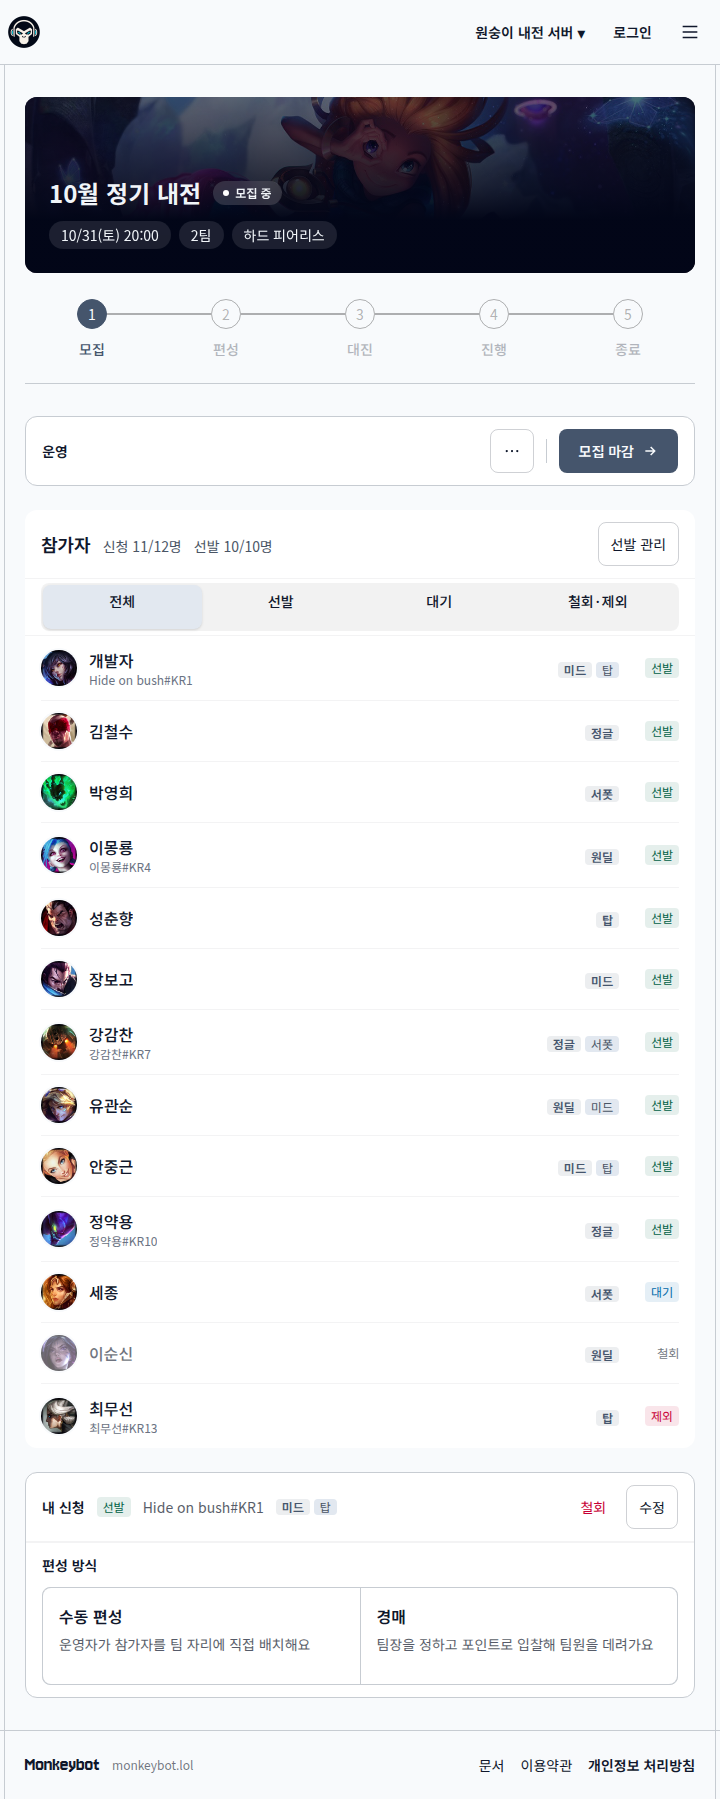 원숭이 내전 서버 ▾ 로그인
10월 정기 내전 모집 중
10/31(토) 20:00 2팀 하드 피어리스
1 2 3 4 5
모집 편성 대진 진행 종료
운영 ··· 모집 마감 →
참가자 신청 11/12명 선발 10/10명 선발 관리
전체 선발 대기 철회·제외
개발자
Hide on bush#KR1
미드 탑 선발
김철수 정글 선발
박영희 서폿 선발
이몽룡
이몽룡#KR4
원딜 선발
성춘향 탑 선발
장보고 미드 선발
강감찬
강감찬#KR7
정글 서폿 선발
유관순 원딜 미드 선발
안중근 미드 탑 선발
정약용
정약용#KR10
정글 선발
세종 서폿 대기
이순신 원딜 철회
최무선
최무선#KR13
탑 제외
내 신청 선발 Hide on bush#KR1 미드 탑 철회 수정
편성 방식
수동 편성
운영자가 참가자를 팀 자리에 직접 배치해요
경매
팀장을 정하고 포인트로 입찰해 팀원을 데려가요
Monkeybot monkeybot.lol 문서 이용약관 개인정보 처리방침